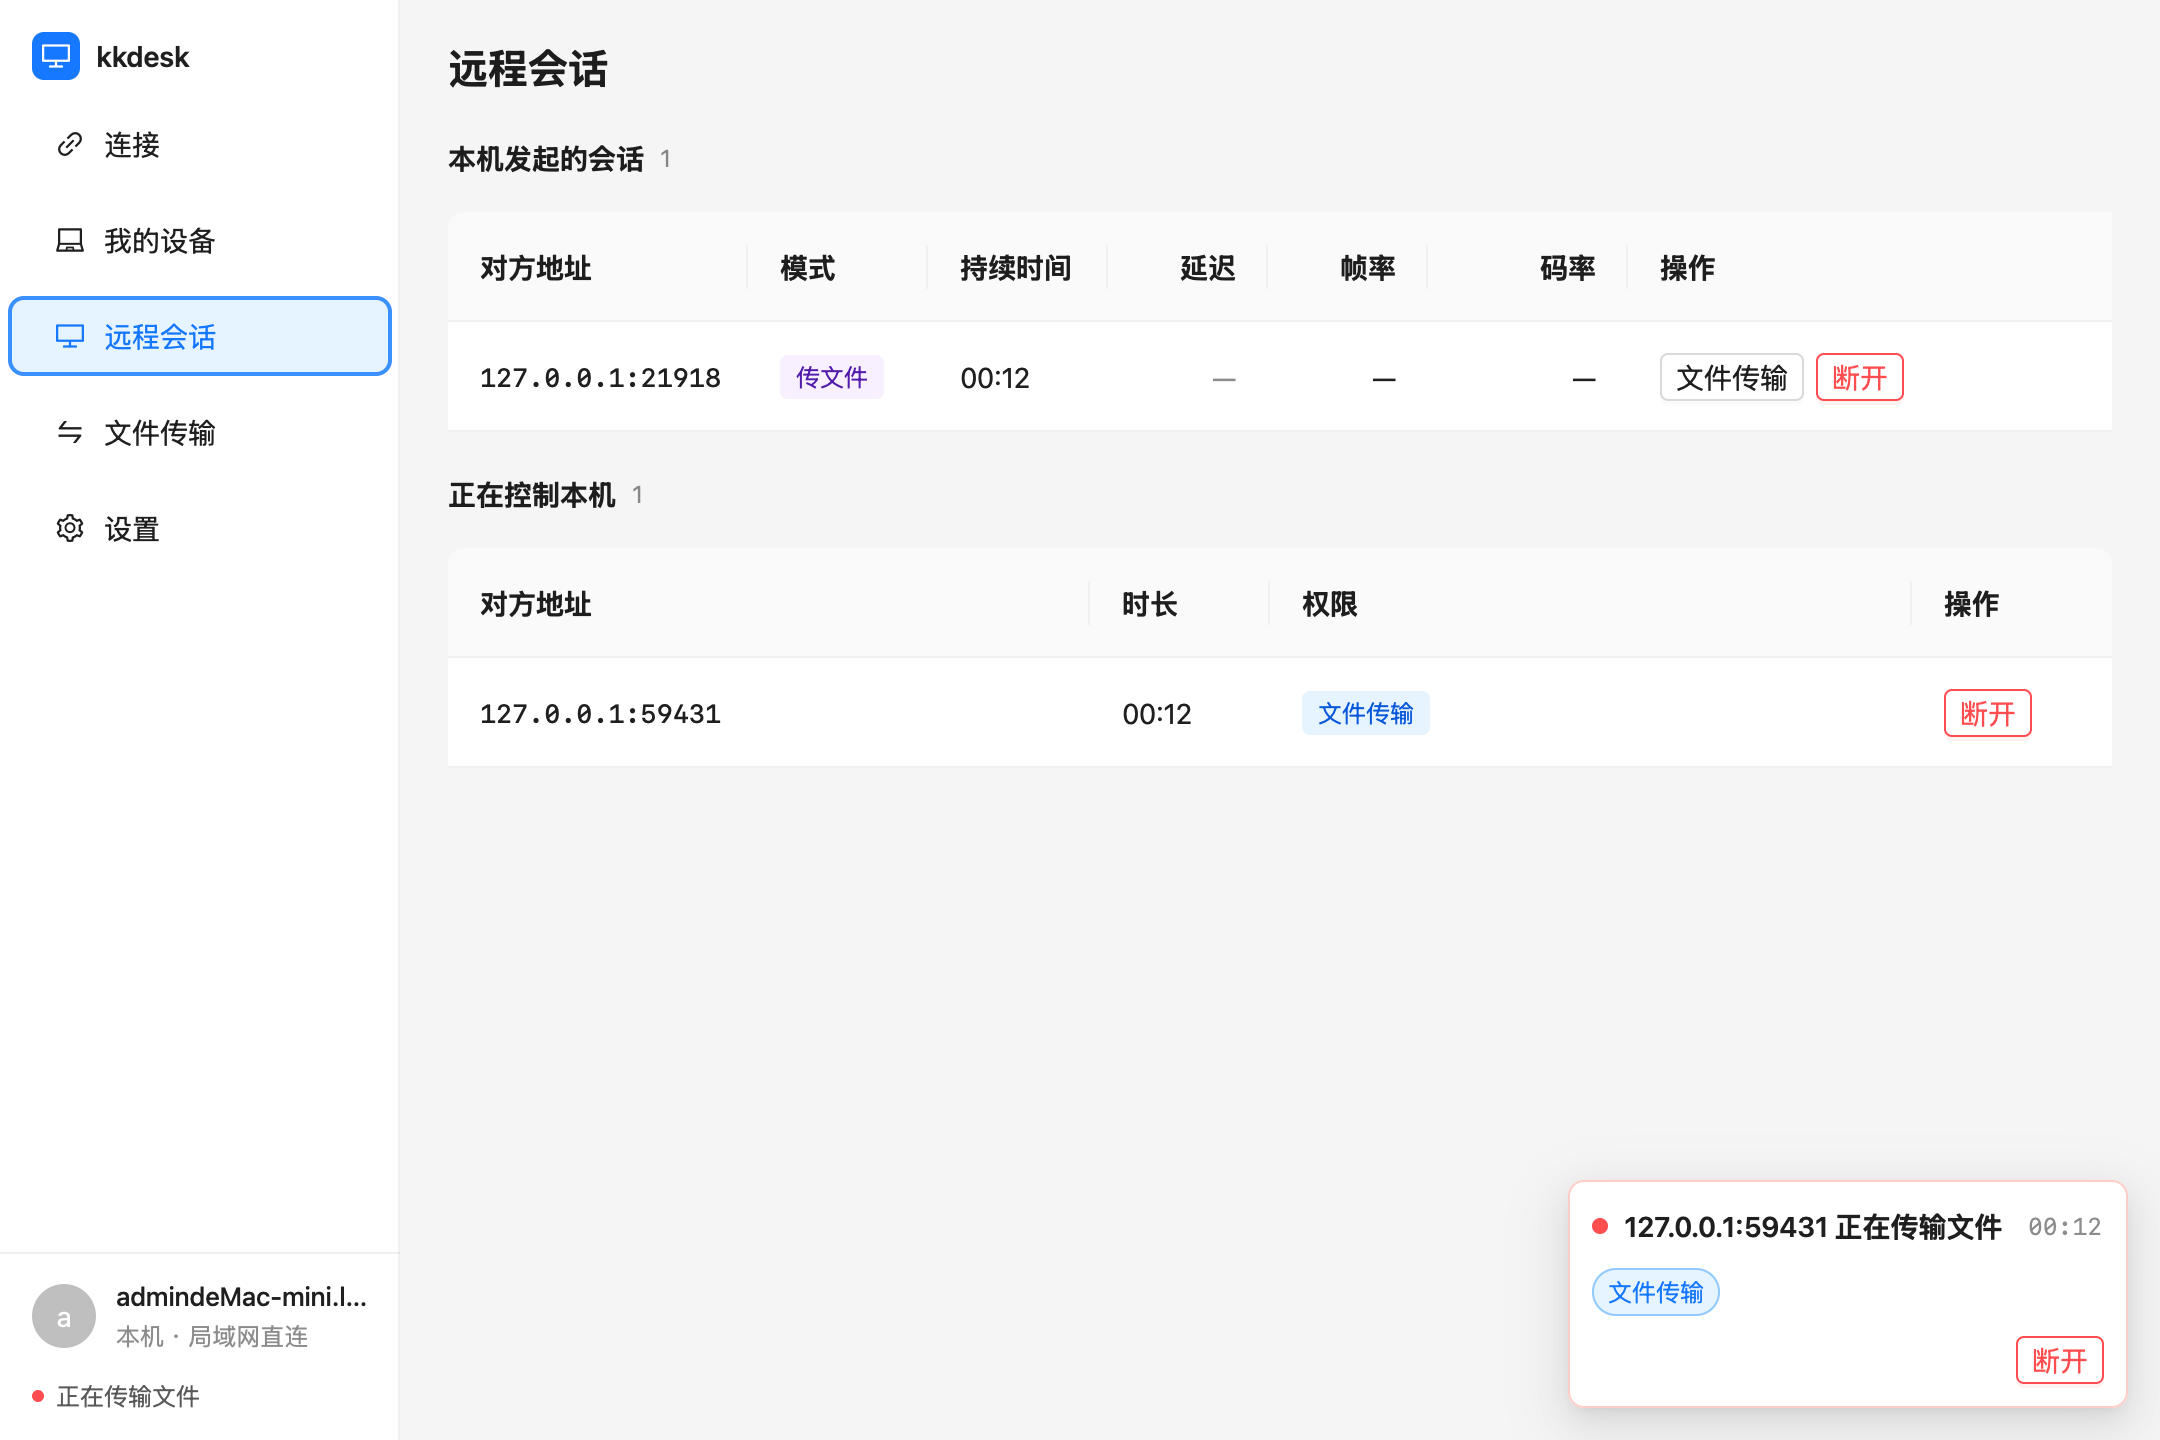 kkdesk
连接
我的设备
远程会话
文件传输
设置
admindeMac-mini.l...
a
本机 · 局域网直连
正在传输文件
远程会话
本机发起的会话 1
对方地址 模式 持续时间 延迟 帧率 码率 操作
127.0.0.1:21918 传文件 00:12 — — — 文件传输 断开
正在控制本机 1
对方地址 时长 权限 操作
127.0.0.1:59431 00:12 文件传输 断开
127.0.0.1:59431 正在传输文件 00:12
文件传输
断开